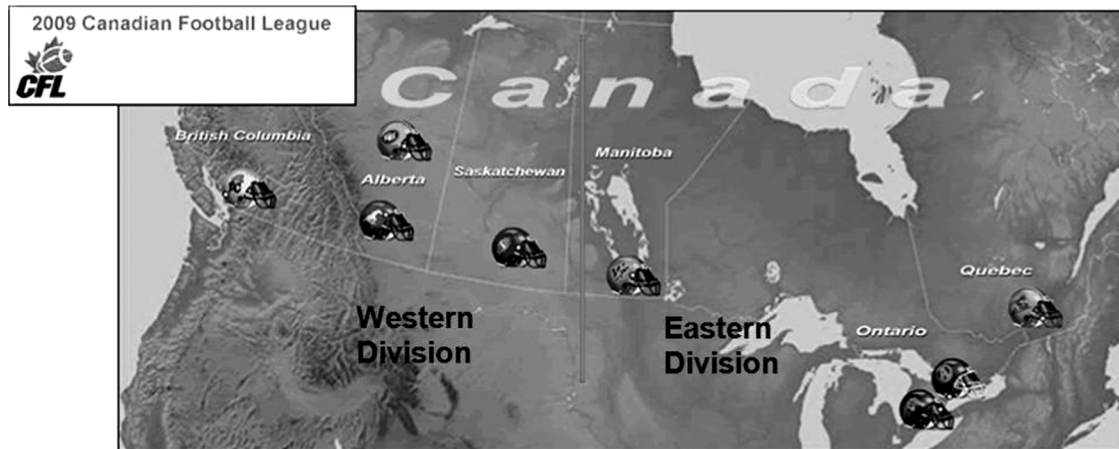 2009 Canadian Football League
CFL
Canada
British Columbia
Alberta
Saskatchewan
Manitoba
Quebec
Ontario
Western
Division
Eastern
Division